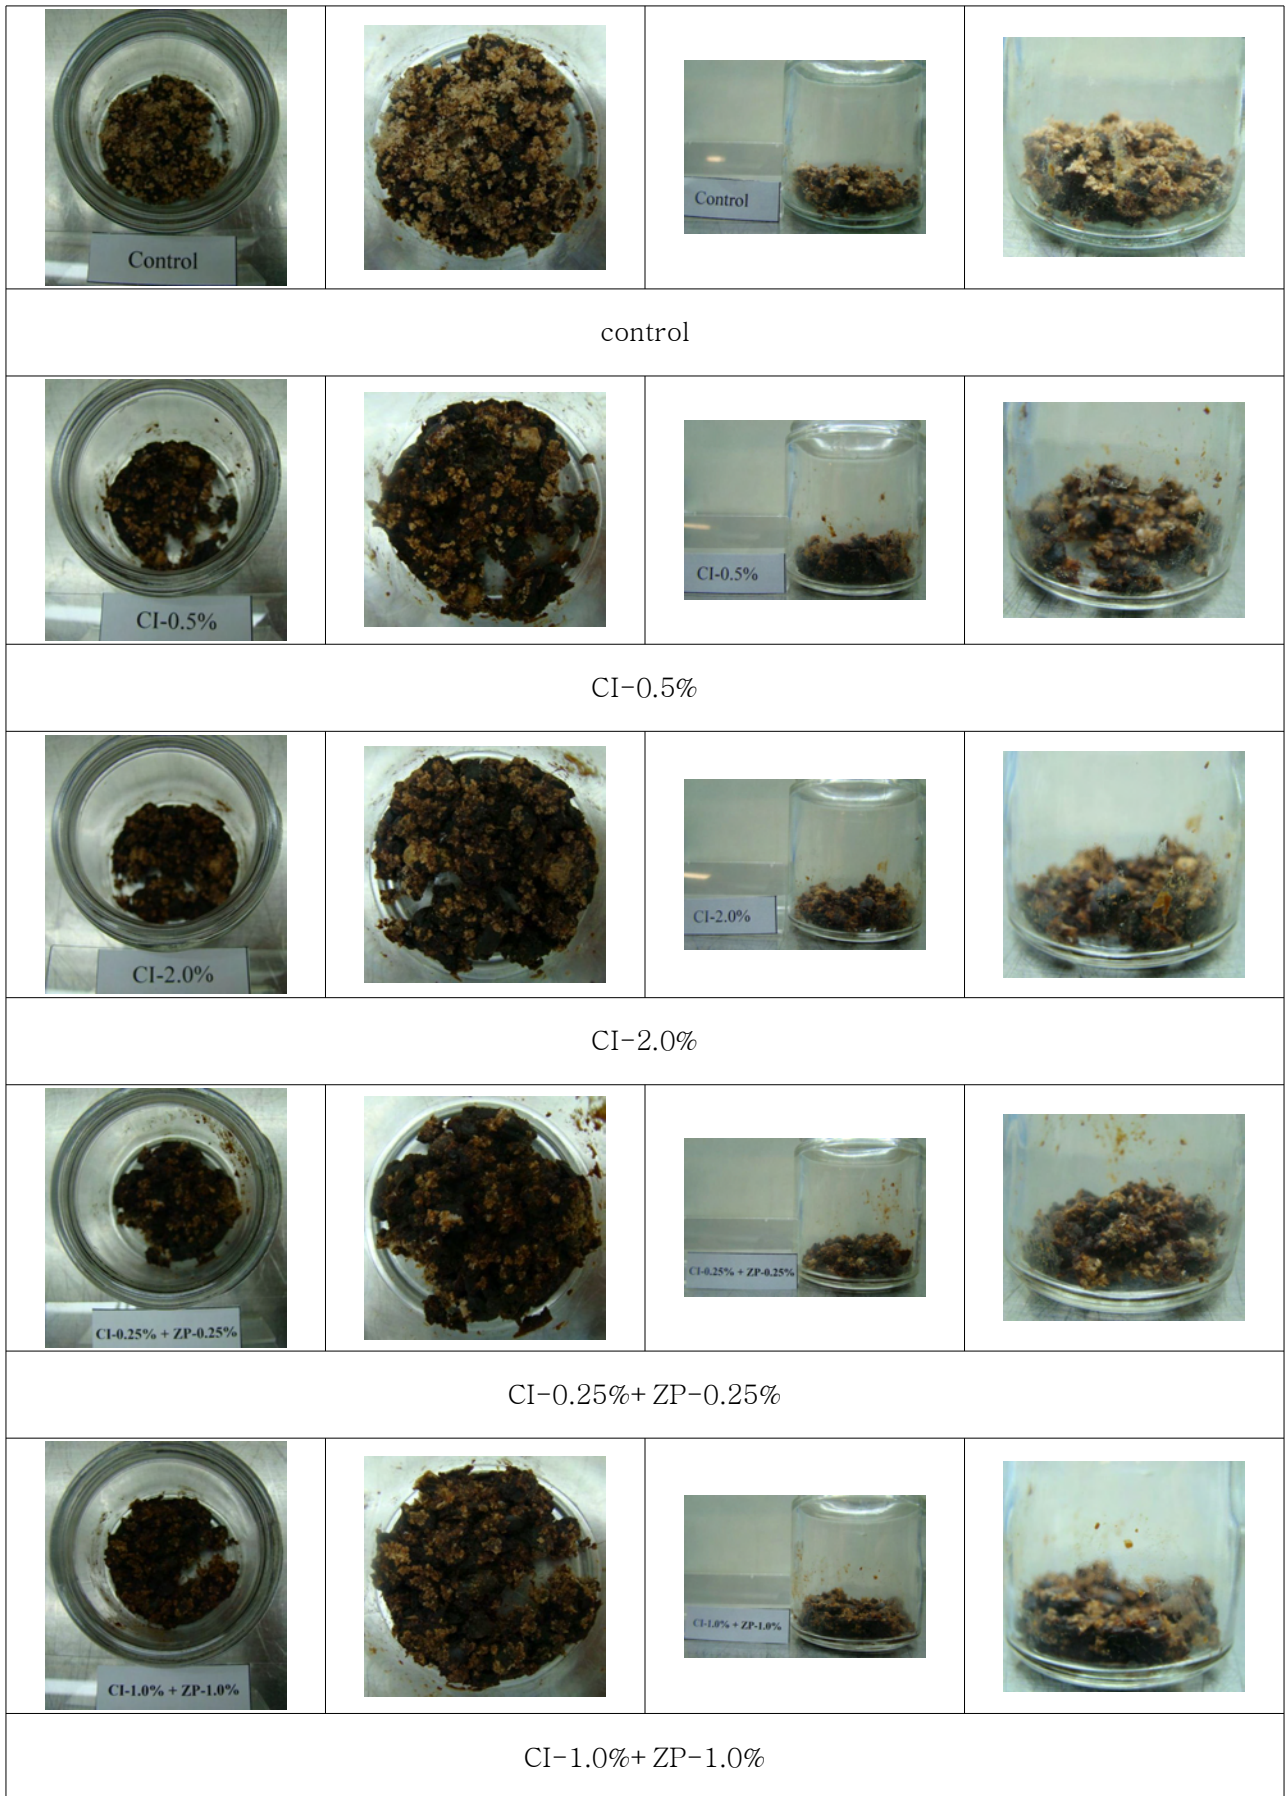 Control
Control
control
CI-0.5%
CI-0.5%
CI-0.5%
CI-2.0%
CI-2.0%
CI-2.0%
CI-0.25% + ZP-0.25%
CI-0.25% + ZP-0.25%
CI-0.25%+ ZP-0.25%
CI-1.0% + ZP-1.0%
CI-1.0% + ZP-1.0%
CI-1.0%+ ZP-1.0%